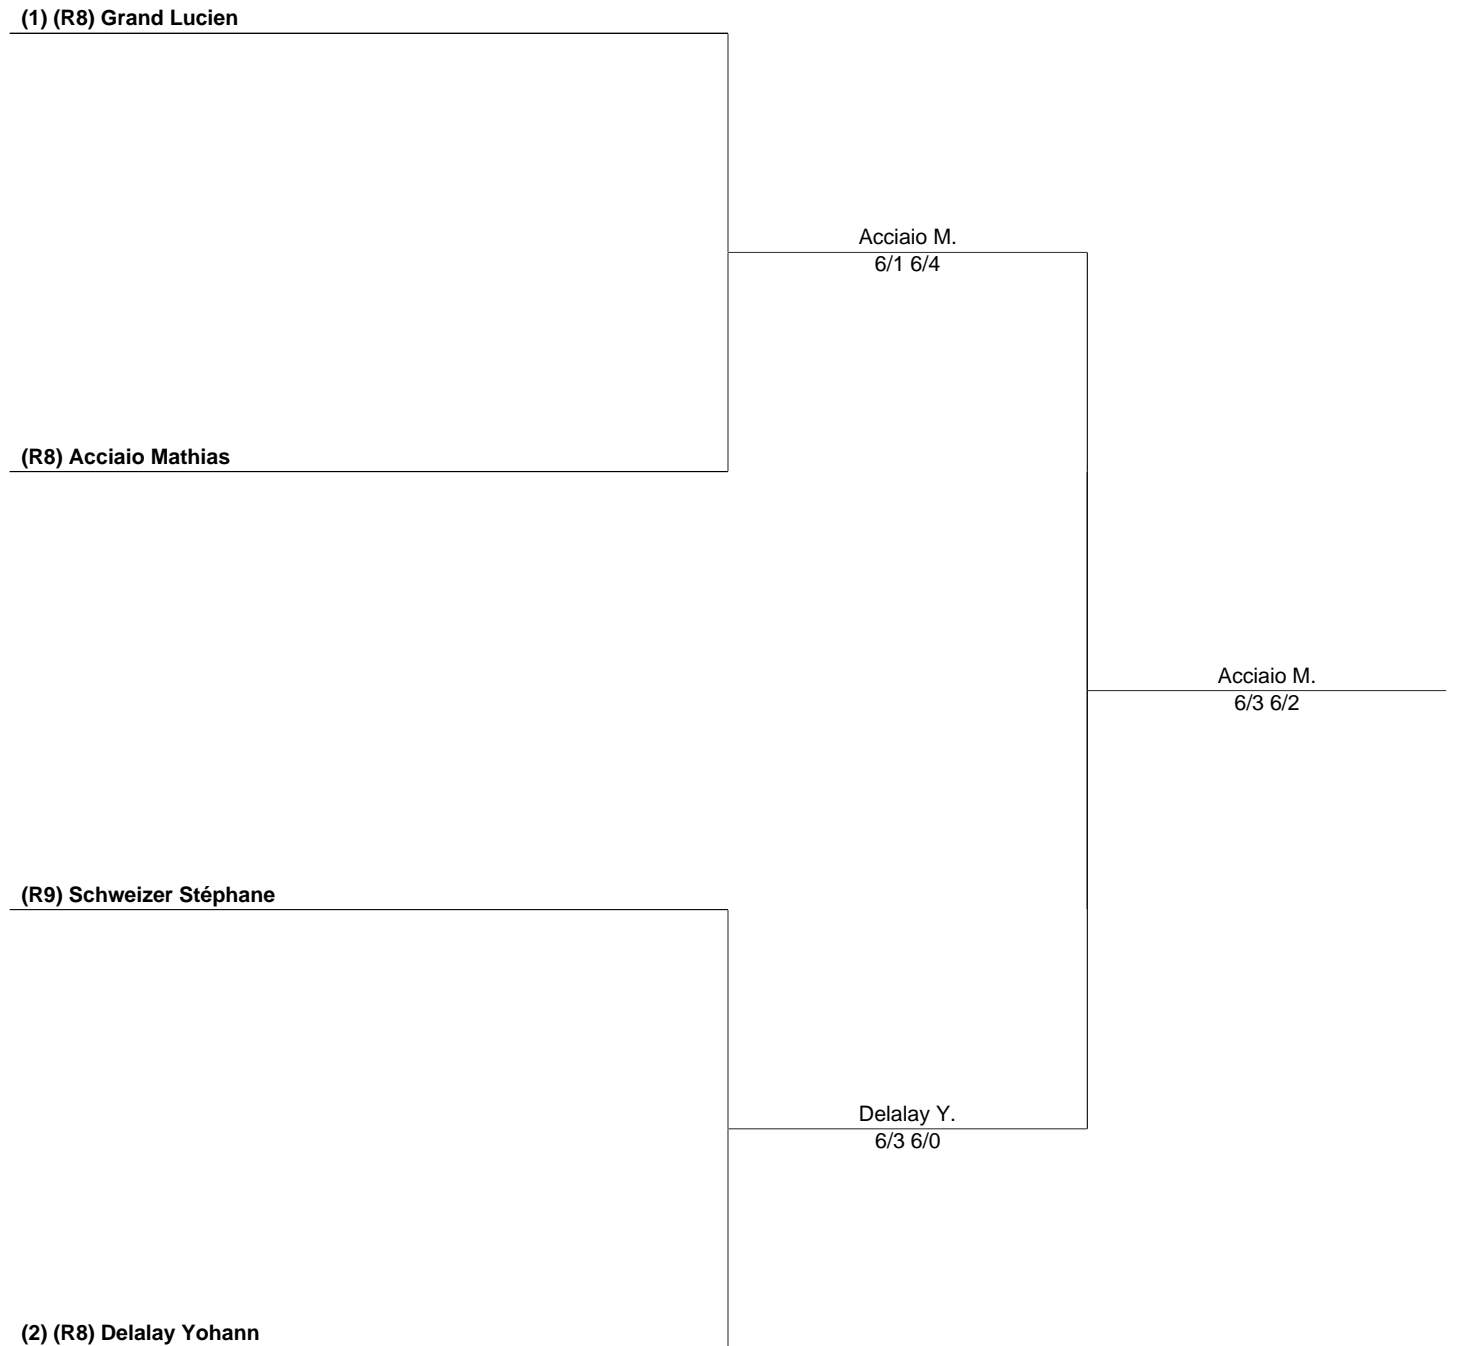 (1) (R8) Grand Lucien
Acciaio M.
6/1 6/4
(R8) Acciaio Mathias
Acciaio M.
6/3 6/2
(R9) Schweizer Stéphane
Delalay Y.
6/3 6/0
(2) (R8) Delalay Yohann